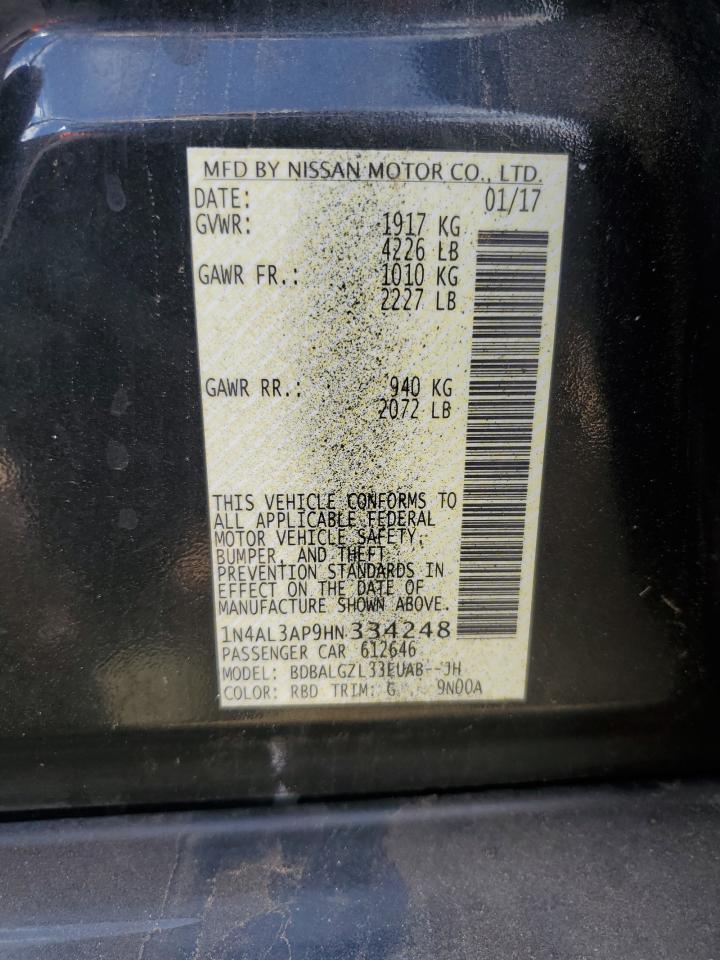 MFD BY NISSAN MOTOR CO., LTD.
DATE: 01/17
GVWR: 1917 KG
4226 LB
GAWR FR.: 1010 KG
2227 LB
GAWR RR.: 940 KG
2072 LB
THIS VEHICLE CONFORMS TO
ALL APPLICABLE FEDERAL
MOTOR VEHICLE SAFETY,
BUMPER, AND THEFT
PREVENTION STANDARDS IN
EFFECT ON THE DATE OF
MANUFACTURE SHOWN ABOVE.
1N4AL3AP9HN 334248
PASSENGER CAR 612646
MODEL: BDBALGZL33EUAB--JH
COLOR: RBD TRIM: G 9N00A